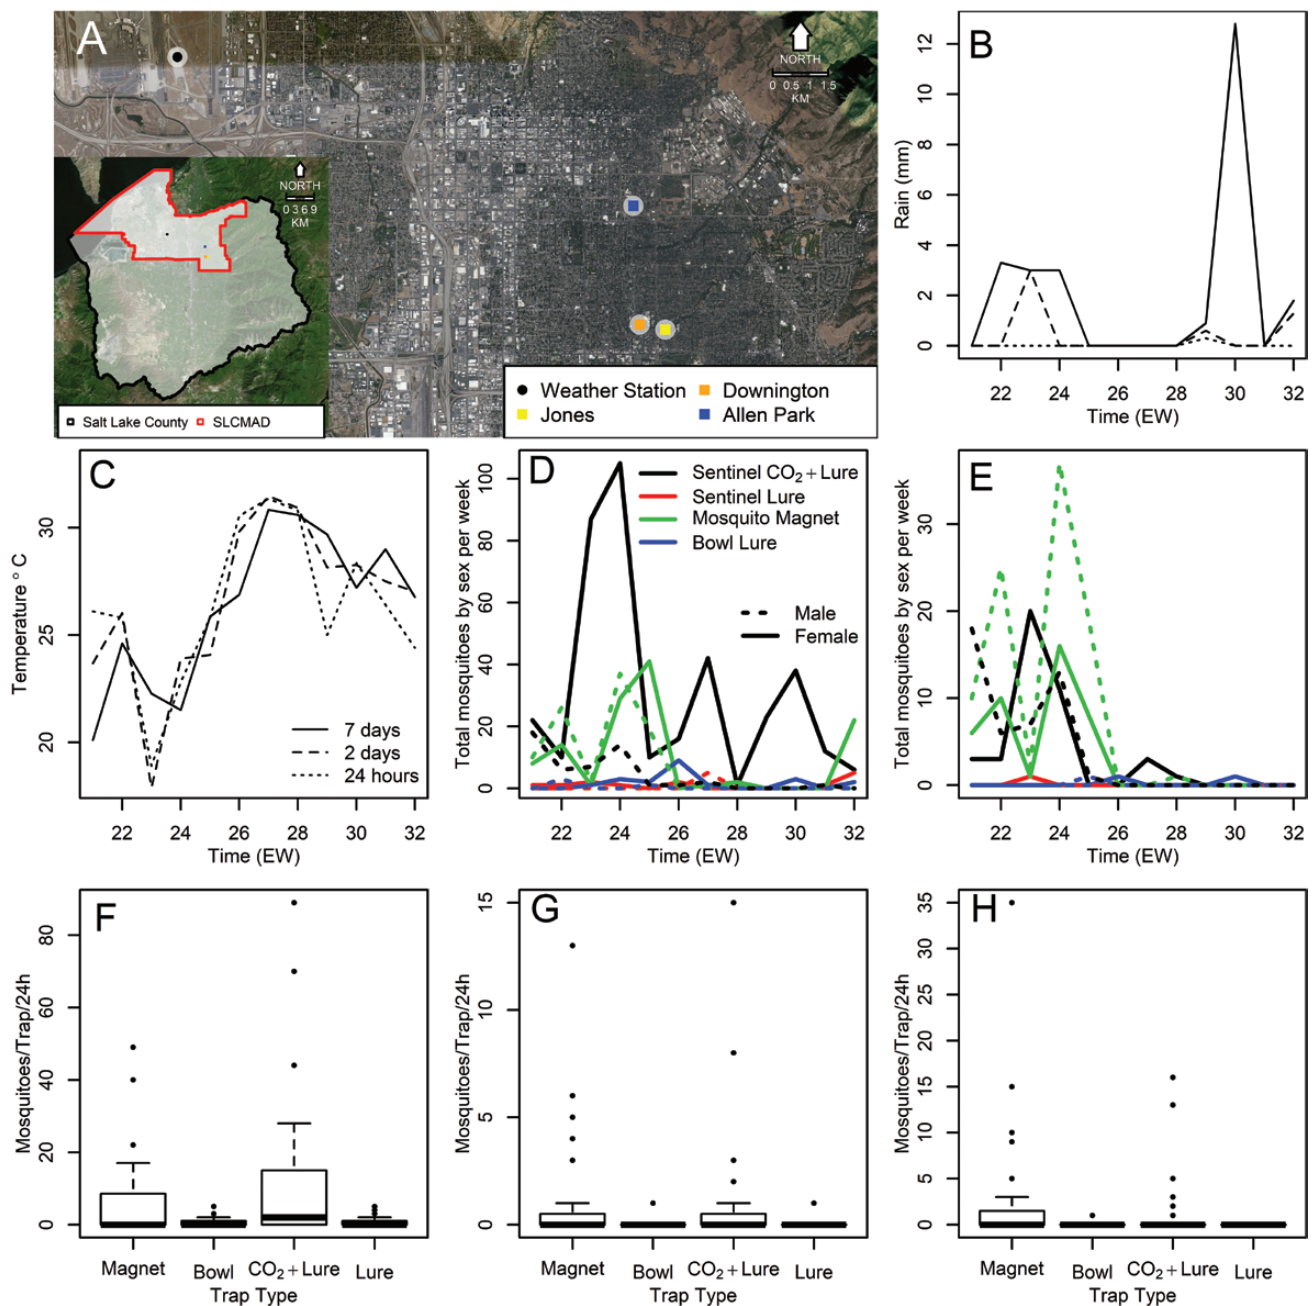 A
NORTH
0 0.5 1 1.5
KM
NORTH
0 3 6 9
KM
Salt Lake County
SLCMAD
Weather Station
Downington
Jones
Allen Park
B
Rain (mm)
12
10
8
6
4
2
0
22 24 26 28 30 32
Time (EW)
C
Temperature ° C
30
25
20
7 days
2 days
24 hours
22 24 26 28 30 32
Time (EW)
D
Total mosquitoes by sex per week
100
80
60
40
20
0
Sentinel CO₂+Lure
Sentinel Lure
Mosquito Magnet
Bowl Lure
Male
Female
22 24 26 28 30 32
Time (EW)
E
Total mosquitoes by sex per week
30
20
10
0
22 24 26 28 30 32
Time (EW)
F
Mosquitoes/Trap/24h
80
60
40
20
0
Magnet Bowl CO₂+Lure Lure
Trap Type
G
Mosquitoes/Trap/24h
15
10
5
0
Magnet Bowl CO₂+Lure Lure
Trap Type
H
Mosquitoes/Trap/24h
35
30
25
20
15
10
5
0
Magnet Bowl CO₂+Lure Lure
Trap Type